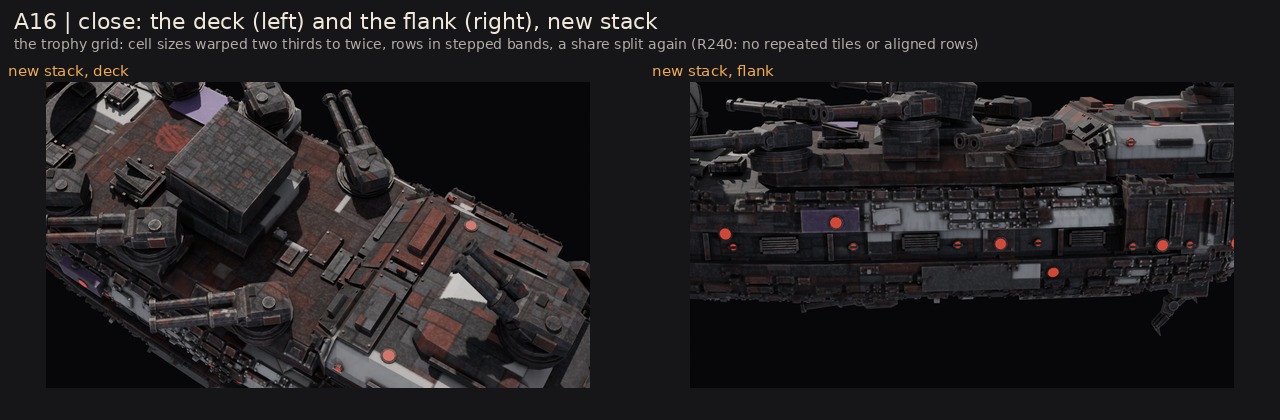 A16 | close: the deck (left) and the flank (right), new stack
the trophy grid: cell sizes warped two thirds to twice, rows in stepped bands, a share split again (R240: no repeated tiles or aligned rows)
new stack, deck
new stack, flank